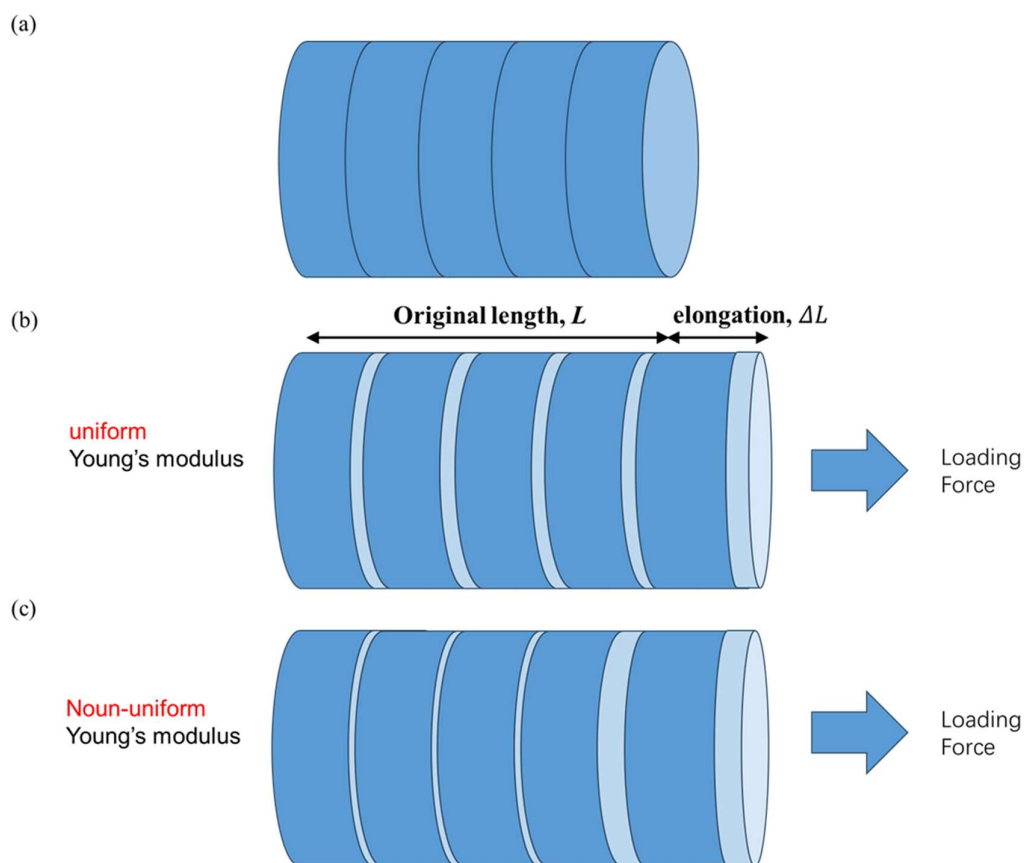 (a)
(b)
Original length, L
elongation, ΔL
uniform
Young's modulus
Loading
Force
(c)
Noun-uniform
Young's modulus
Loading
Force